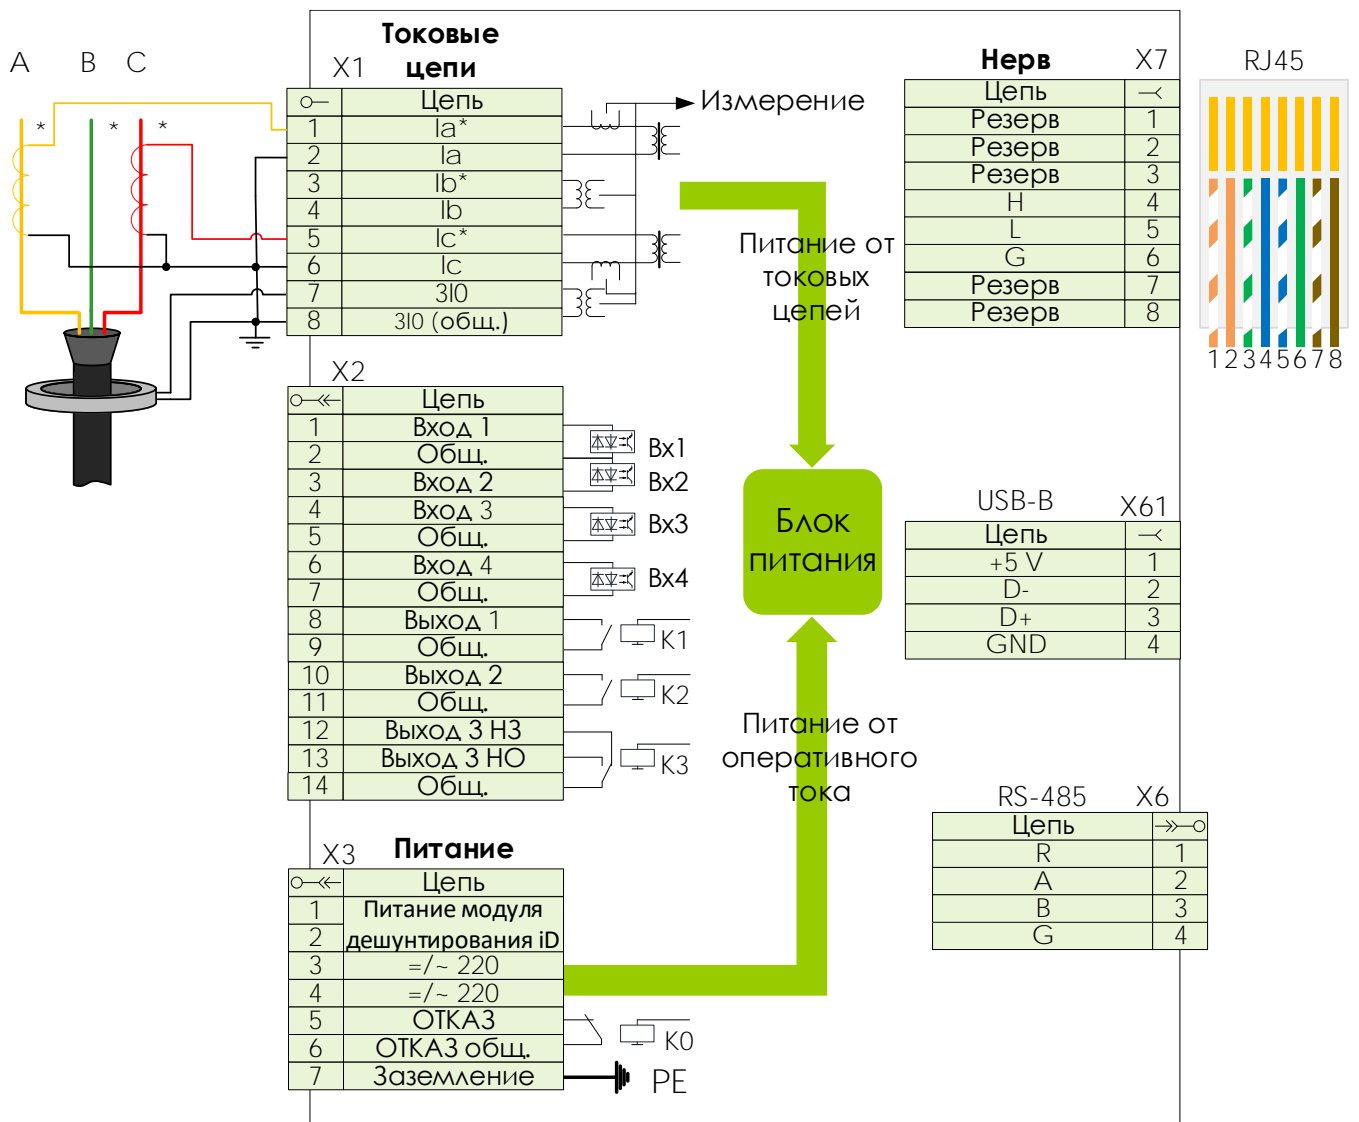 A B C
* * *
X1
Токовые
цепи
Цепь
1 Ia*
2 Ia
3 Ib*
4 Ib
5 Ic*
6 Ic
7 3I0
8 3I0 (общ.)
Измерение
X2
Цепь
1 Вход 1
2 Общ.
3 Вход 2
4 Вход 3
5 Общ.
6 Вход 4
7 Общ.
8 Выход 1
9 Общ.
10 Выход 2
11 Общ.
12 Выход 3 НЗ
13 Выход 3 НО
14 Общ.
Вх1
Вх2
Вх3
Вх4
К1
К2
К3
X3
Питание
Цепь
1 Питание модуля
2 дешунтирования iD
3 =/~ 220
4 =/~ 220
5 ОТКАЗ
6 ОТКАЗ общ.
7 Заземление
К0
PE
Питание от
токовых
цепей
Блок
питания
Питание от
оперативного
тока
Нерв X7
Цепь
Резерв 1
Резерв 2
Резерв 3
H 4
L 5
G 6
Резерв 7
Резерв 8
RJ45
12345678
USB-B X61
Цепь
+5 V 1
D- 2
D+ 3
GND 4
RS-485 X6
Цепь
R 1
A 2
B 3
G 4